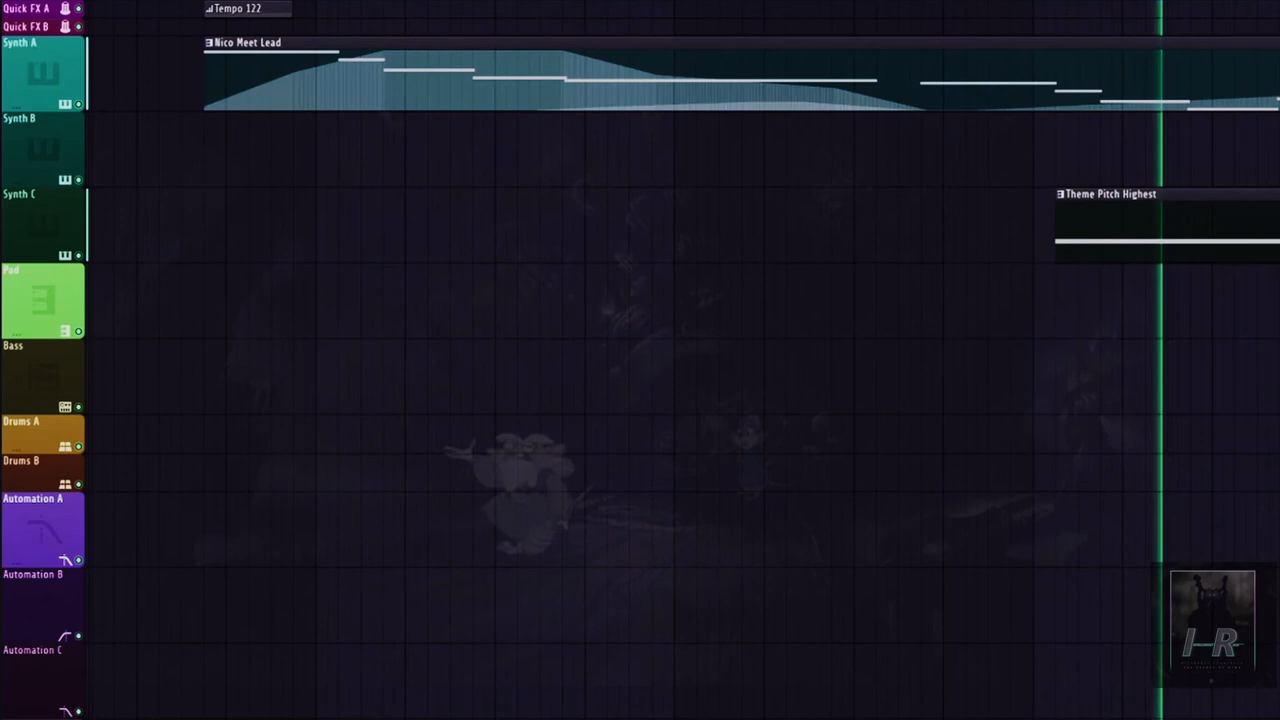 Quick FX A
Tempo 122
Quick FX B
Synth A
Nico Meet Lead
Synth B
Synth C
Theme Pitch Highest
Pad
Bass
Drums A
Drums B
Automation A
Automation B
Automation C
I-R